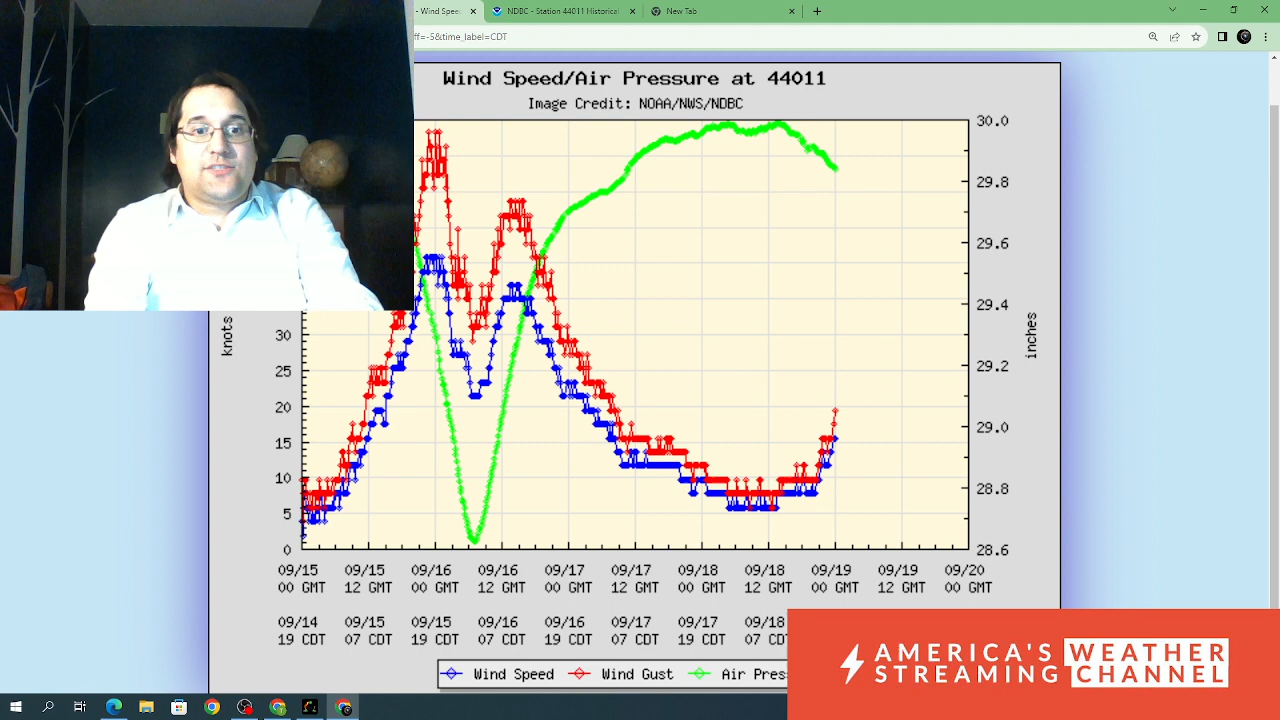 - Wind Speed
NDBC - Station 44011 Historical
New Tab
ff=-5&time_label=CDT
Wind Speed/Air Pressure at 44011
Image Credit: NOAA/NWS/NDBC
30.0
29.8
29.6
29.4
29.2
29.0
28.8
28.6
inches
knots
30
25
20
15
10
5
0
09/15 09/15 09/16 09/16 09/17 09/17 09/18 09/18 09/19 09/19 09/20
00 GMT 12 GMT 00 GMT 12 GMT 00 GMT 12 GMT 00 GMT 12 GMT 00 GMT 12 GMT 00 GMT
09/14 09/15 09/15 09/16 09/16 09/17 09/17 09/18
19 CDT 07 CDT 19 CDT 07 CDT 19 CDT 07 CDT 19 CDT 07 CD
Wind Speed Wind Gust Air Pres
AMERICA'S WEATHER
STREAMING CHANNEL